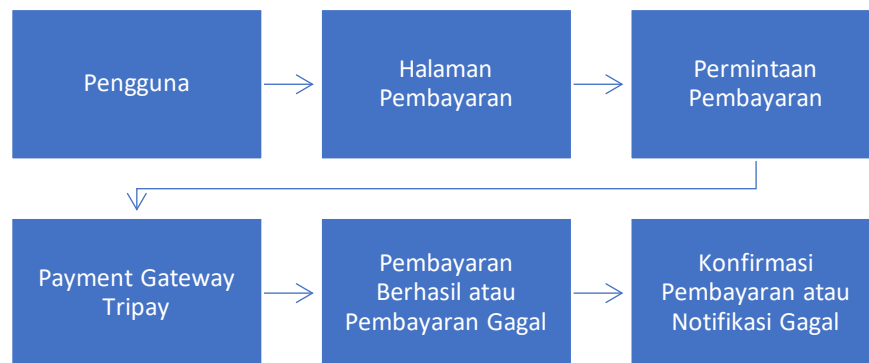 Pengguna
Halaman
Pembayaran
Permintaan
Pembayaran
Payment Gateway
Tripay
Pembayaran
Berhasil atau
Pembayaran Gagal
Konfirmasi
Pembayaran atau
Notifikasi Gagal